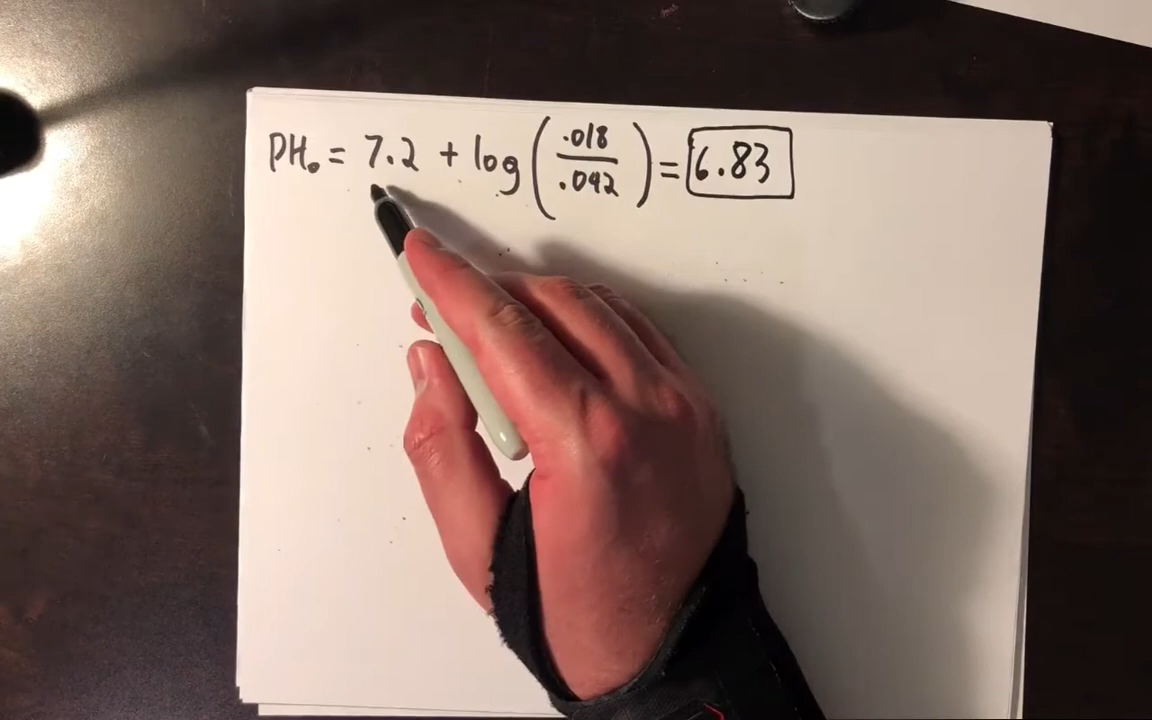 PH₀ = 7.2 + log ( .018 / .042 ) = 6.83